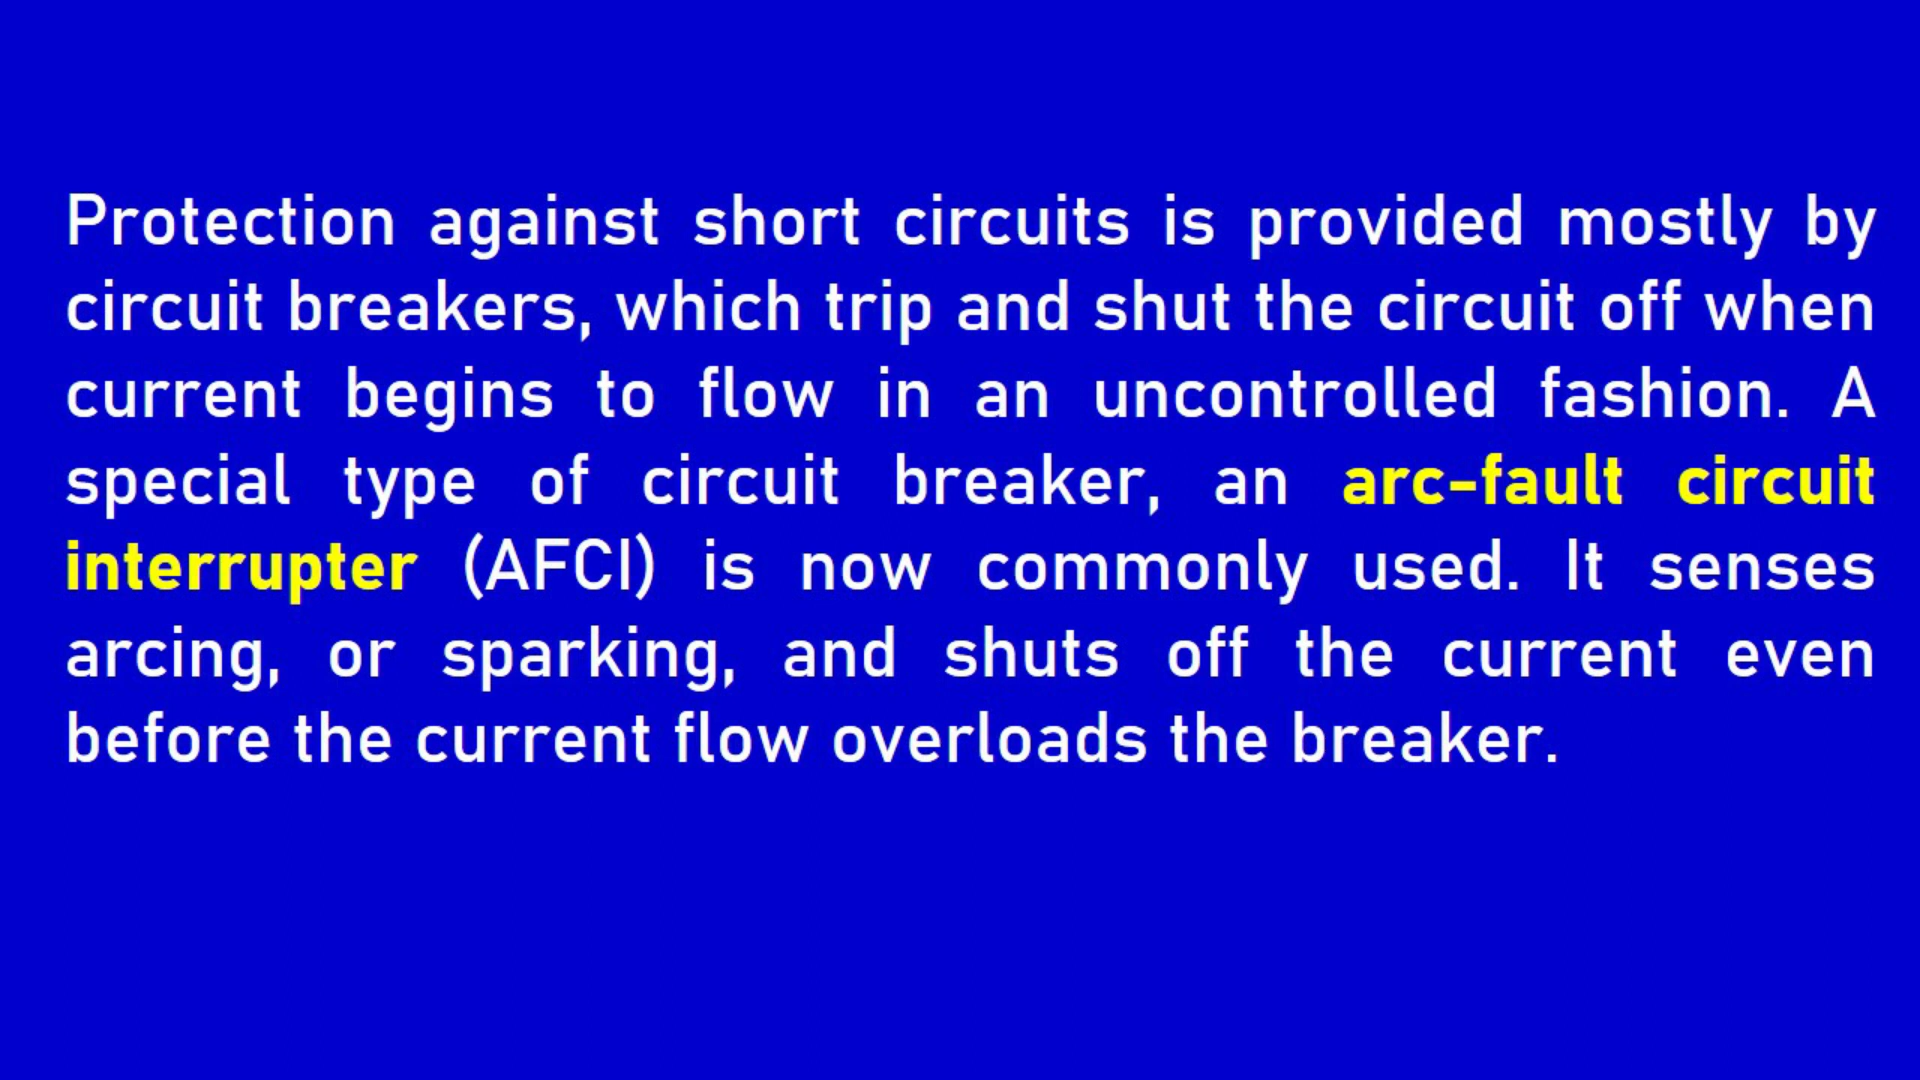 Protection against short circuits is provided mostly by
circuit breakers, which trip and shut the circuit off when
current begins to flow in an uncontrolled fashion. A
special type of circuit breaker, an arc-fault circuit
interrupter (AFCI) is now commonly used. It senses
arcing, or sparking, and shuts off the current even
before the current flow overloads the breaker.